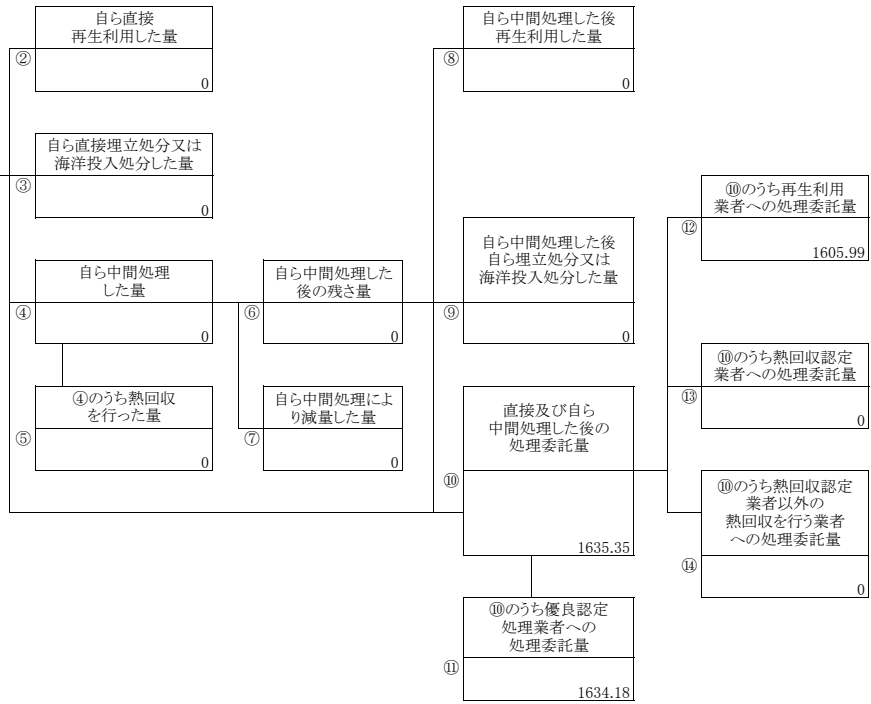 自ら直接
再生利用した量
②
0
自ら直接埋立処分又は
海洋投入処分した量
③
0
自ら中間処理
した量
④
0
④のうち熱回収
を行った量
⑤
0
自ら中間処理した
後の残さ量
⑥
0
自ら中間処理によ
り減量した量
⑦
0
自ら中間処理した後
再生利用した量
⑧
0
自ら中間処理した後
自ら埋立処分又は
海洋投入処分した量
⑨
0
直接及び自ら
中間処理した後の
処理委託量
⑩
1635.35
⑩のうち優良認定
処理業者への
処理委託量
⑪
1634.18
⑩のうち再生利用
業者への処理委託量
⑫
1605.99
⑩のうち熱回収認定
業者への処理委託量
⑬
0
⑩のうち熱回収認定
業者以外の
熱回収を行う業者
への処理委託量
⑭
0